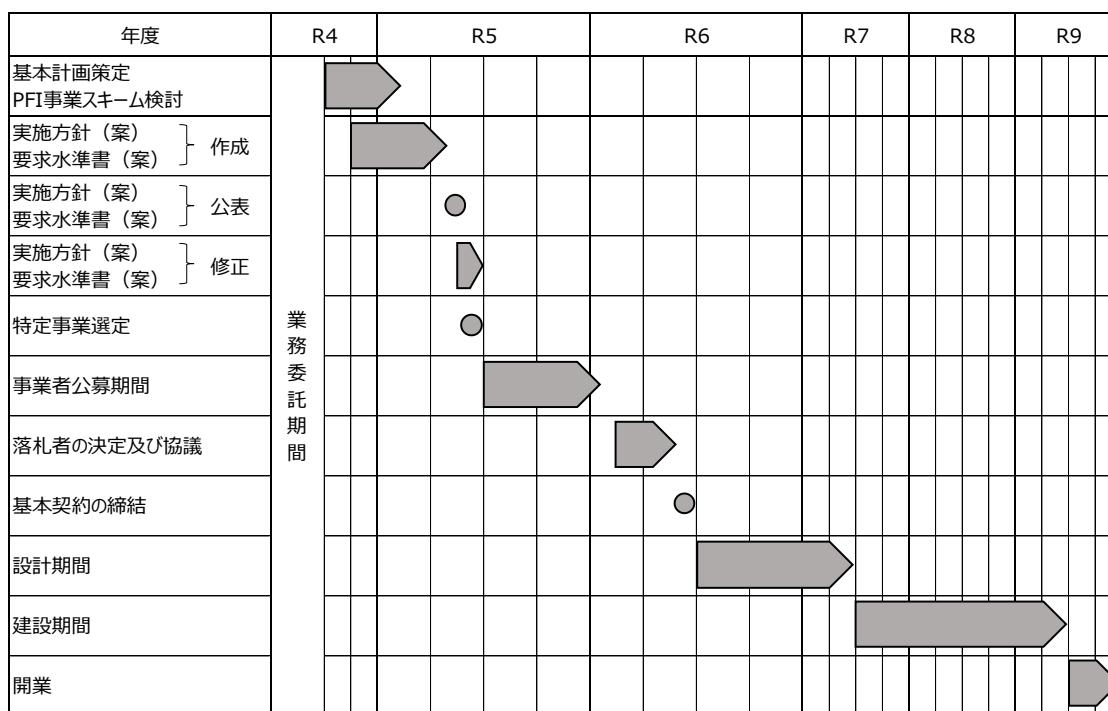 年度 R4 R5 R6 R7 R8 R9
基本計画策定
PFI事業スキーム検討
実施方針（案）
要求水準書（案）
作成
実施方針（案）
要求水準書（案）
公表
実施方針（案）
要求水準書（案）
修正
特定事業選定
事業者公募期間
落札者の決定及び協議
基本契約の締結
設計期間
建設期間
開業
業務委託期間